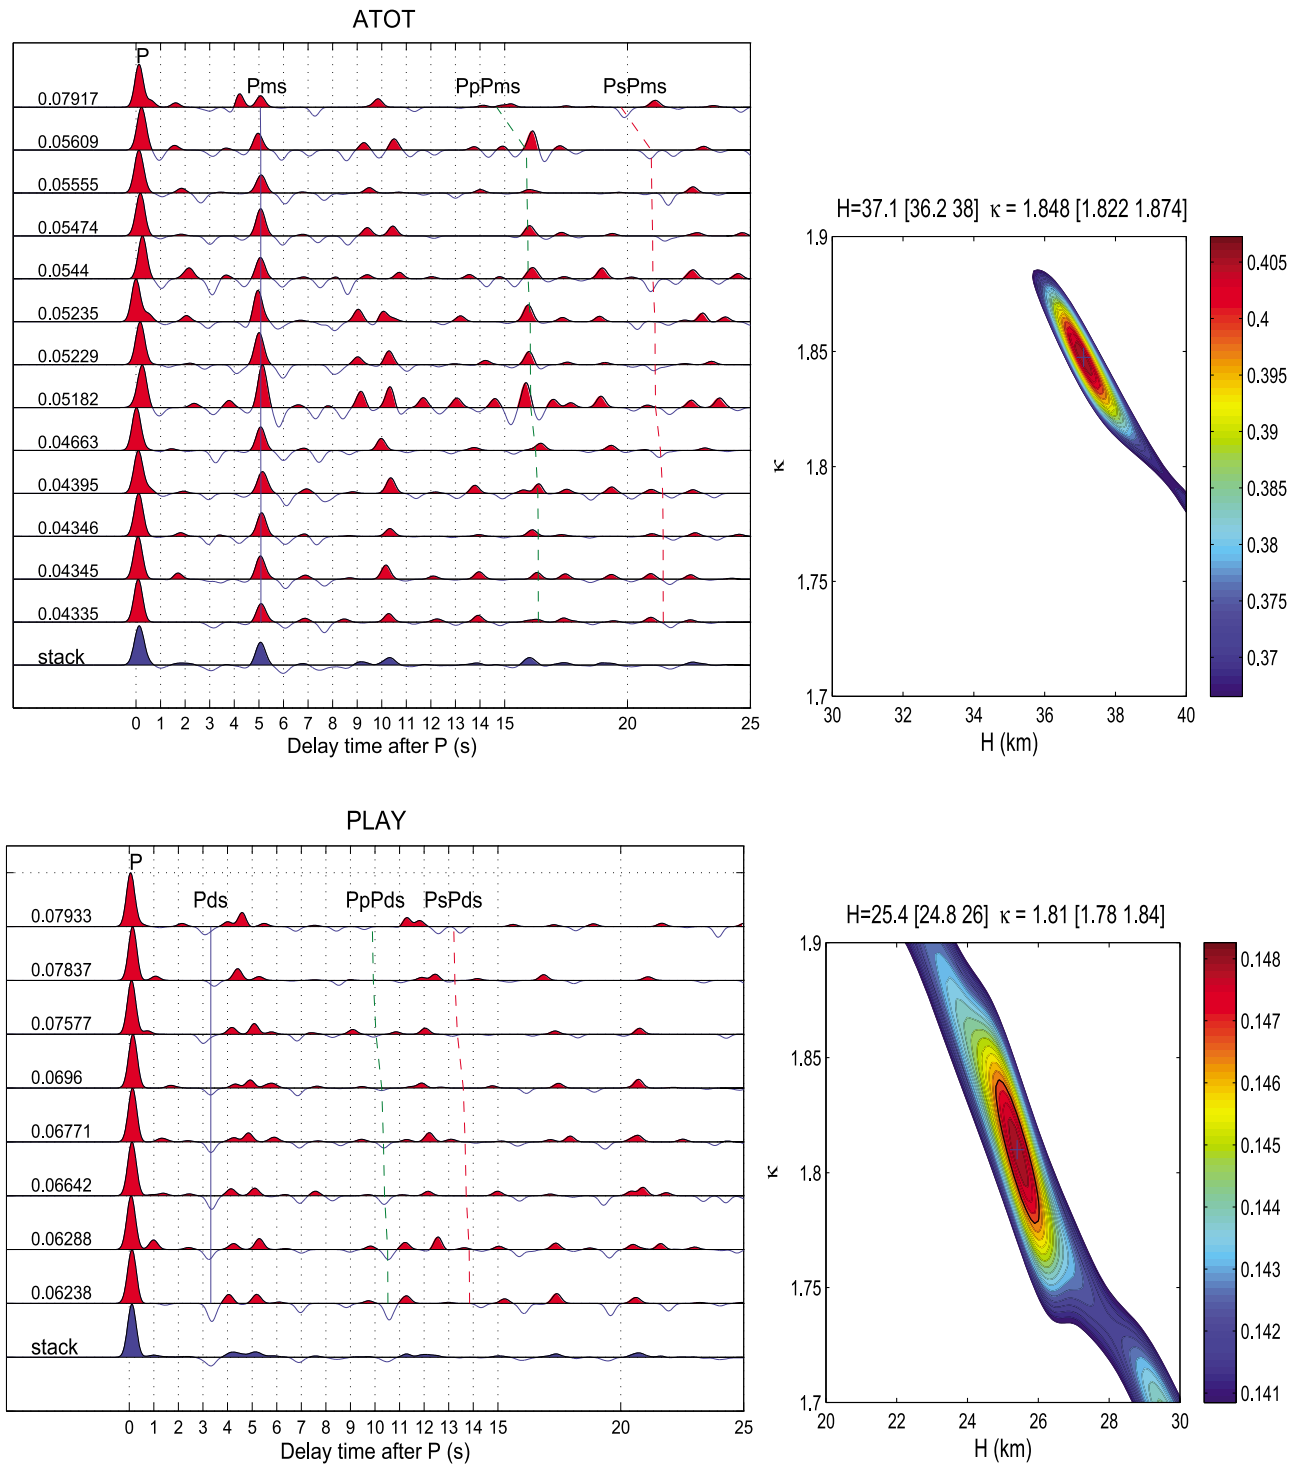 ATOT
P
Pms PpPms PsPms
0.07917
0.05609
0.05555
0.05474
0.0544
0.05235
0.05229
0.05182
0.04663
0.04395
0.04346
0.04345
0.04335
stack
0 1 2 3 4 5 6 7 8 9 10 11 12 13 14 15 20 25
Delay time after P (s)
H=37.1 [36.2 38] κ = 1.848 [1.822 1.874]
1.9
1.85
1.8
1.75
1.7
κ
30 32 34 36 38 40
H (km)
0.405
0.4
0.395
0.39
0.385
0.38
0.375
0.37
PLAY
P
Pds PpPds PsPds
0.07933
0.07837
0.07577
0.0696
0.06771
0.06642
0.06288
0.06238
stack
0 1 2 3 4 5 6 7 8 9 10 11 12 13 14 15 20 25
Delay time after P (s)
H=25.4 [24.8 26] κ = 1.81 [1.78 1.84]
1.9
1.85
1.8
1.75
1.7
κ
20 22 24 26 28 30
H (km)
0.148
0.147
0.146
0.145
0.144
0.143
0.142
0.141